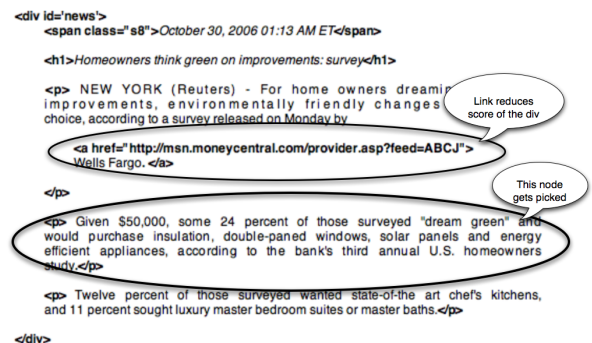 <div id='news'>
<span class="s8">October 30, 2006 01:13 AM ET</span>
<h1>Homeowners think green on improvements: survey</h1>
<p> NEW YORK (Reuters) - For home owners
improvements, environmentally friendly changes
choice, according to a survey released on Monday by
Link reduces
score of the div
<a href="http://msn.moneycentral.com/provider.asp?feed=ABCJ">
Wells Fargo. </a>
</p>
This node
gets picked
<p> Given $50,000, some 24 percent of those surveyed "dream green" and
would purchase insulation, double-paned windows, solar panels and energy
efficient appliances, according to the bank's third annual U.S. homeowners
study.</p>
<p> Twelve percent of those surveyed wanted state-of-the art chef's kitchens,
and 11 percent sought luxury master bedroom suites or master baths.</p>
</div>